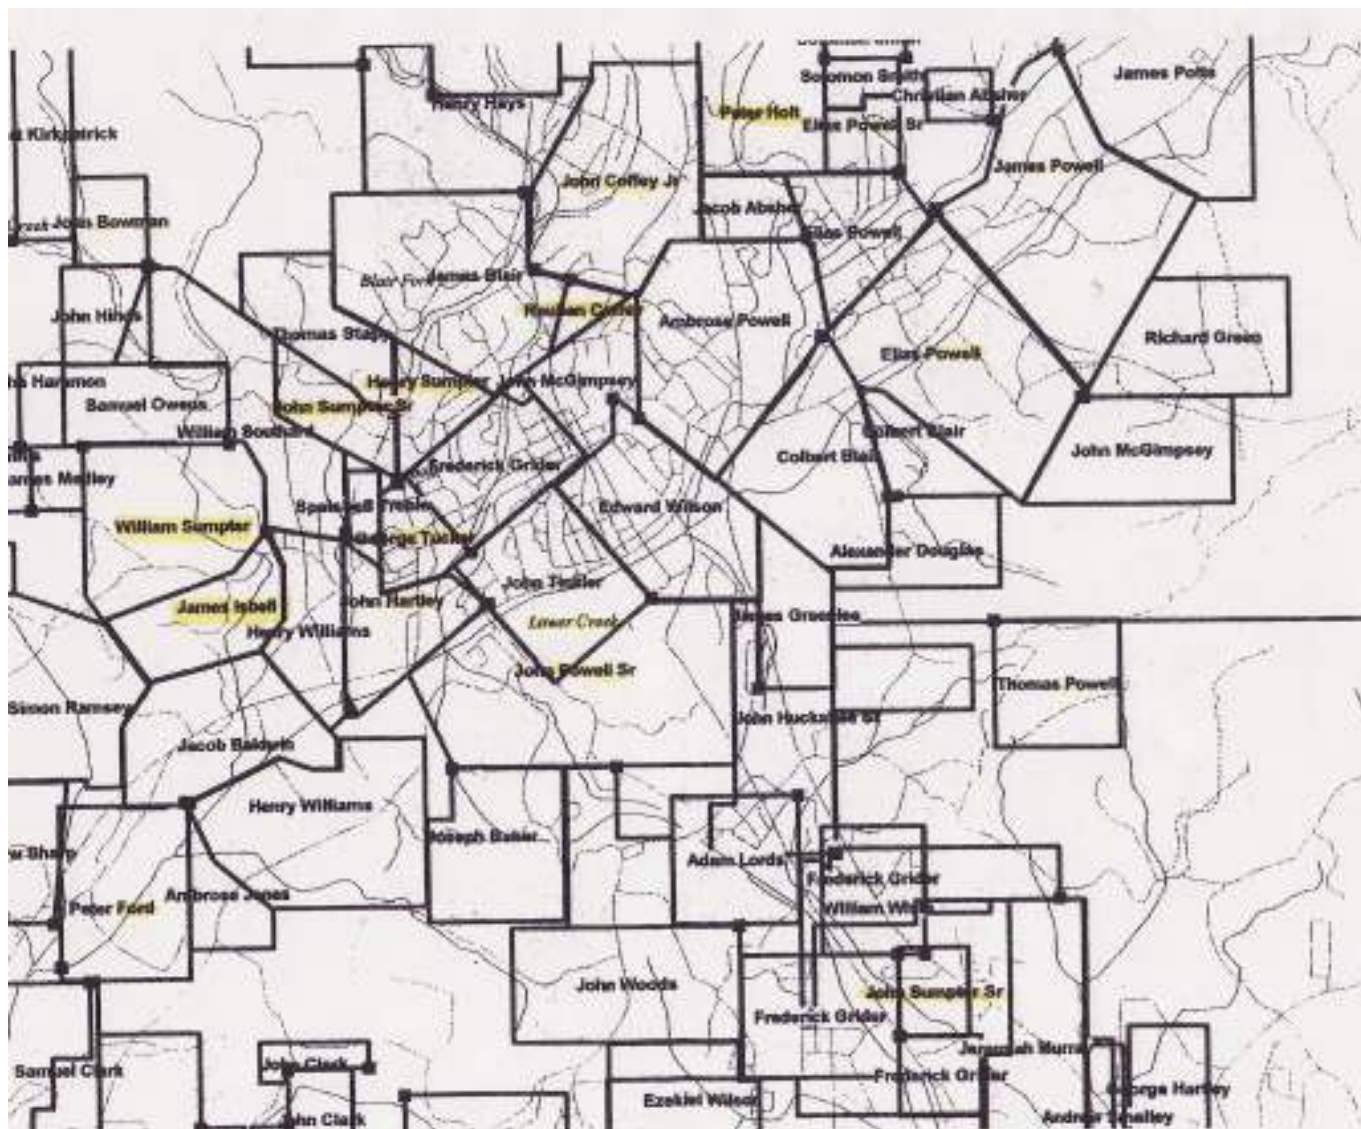 Solomon Smith
James Potts
Christian Absher
Henry Hays
Peter Holt
Elias Powell Sr
Kirkpatrick
James Powell
John Coffey Jr
Jacob Absher
John Bowman
Elias Powell
Blair Fork
James Blair
John Hinds
Reuben Coffey
Ambrose Powell
Thomas Stapp
Richard Green
Elias Powell
Henry Sumpter
John McGimpsey
Harmon
Samuel Owens
John Sumpter Sr
William Southard
Colbert Blair
John McGimpsey
Colbert Blair
Frederick Grider
Medley
Edward Wilson
William Sumpter
George Tucker
Alexander Douglas
John Tinsler
John Hartley
James Isbell
James Greenlee
Lower Creek
Henry Williams
John Powell Sr
Thomas Powell
Simon Ramsey
Jacob Baldwin
Henry Williams
Joseph Baker
Sharp
Adam Lords
Frederick Grider
Ambrose Jones
Peter Ford
William White
John Woods
John Sumpter Sr
Frederick Grider
Jeremiah Murray
John Clark
Samuel Clark
Frederick Grider
George Hartley
Ezekiel Wilson
John Clark
Andrew Smalley